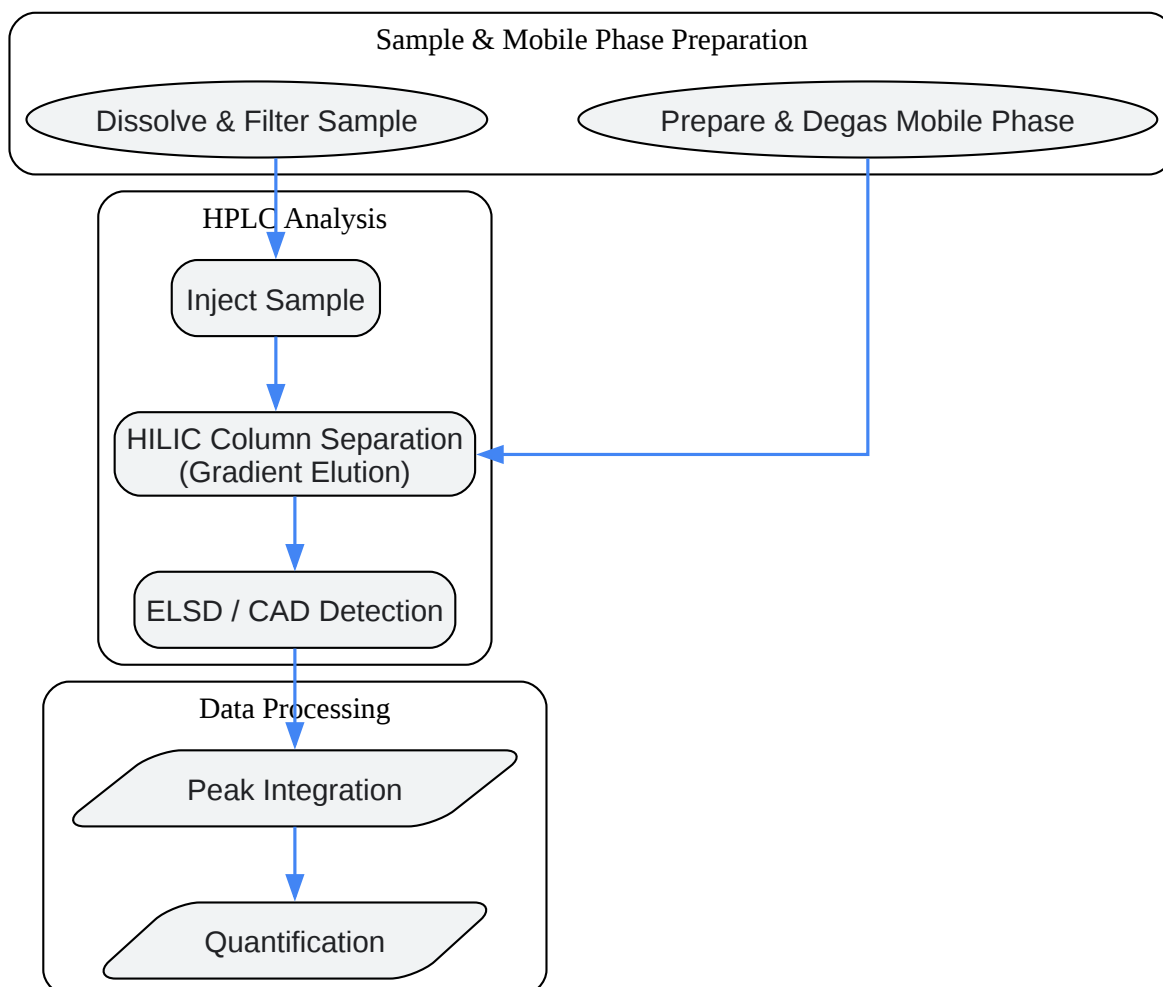 Sample & Mobile Phase Preparation
Dissolve & Filter Sample
Prepare & Degas Mobile Phase
HPLC Analysis
Inject Sample
HILIC Column Separation
(Gradient Elution)
ELSD / CAD Detection
Data Processing
Peak Integration
Quantification